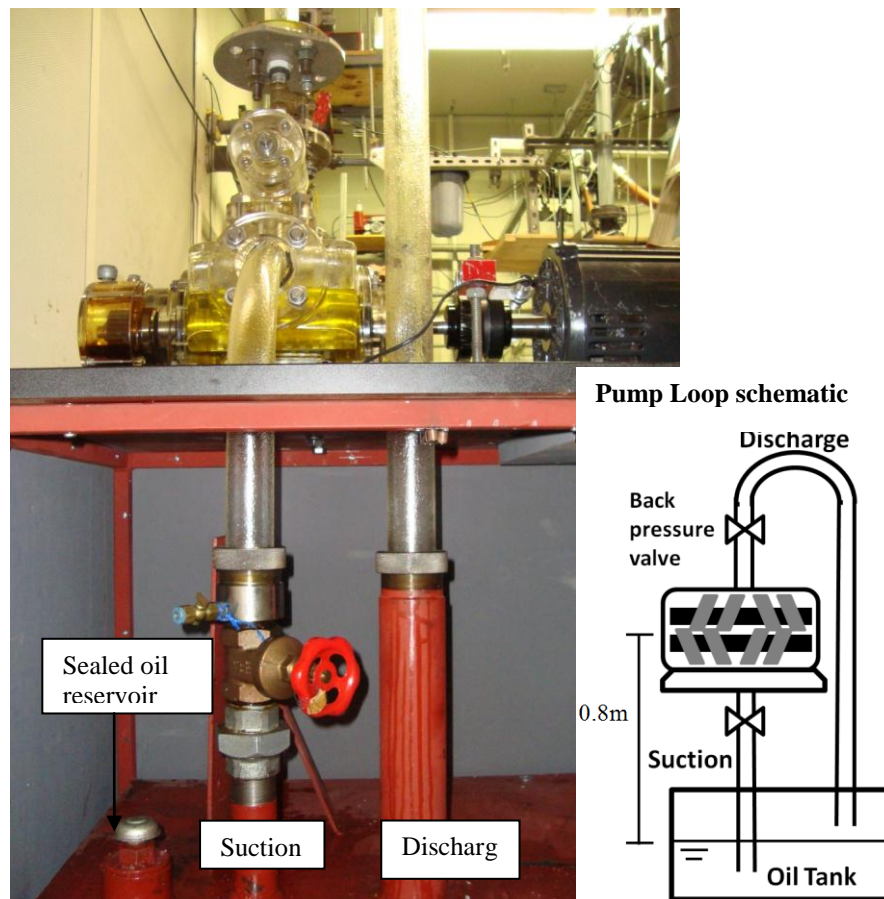 Pump Loop schematic
Discharge
Back
pressure
valve
Sealed oil
reservoir
0.8m
Suction
Suction
Discharg
Oil Tank